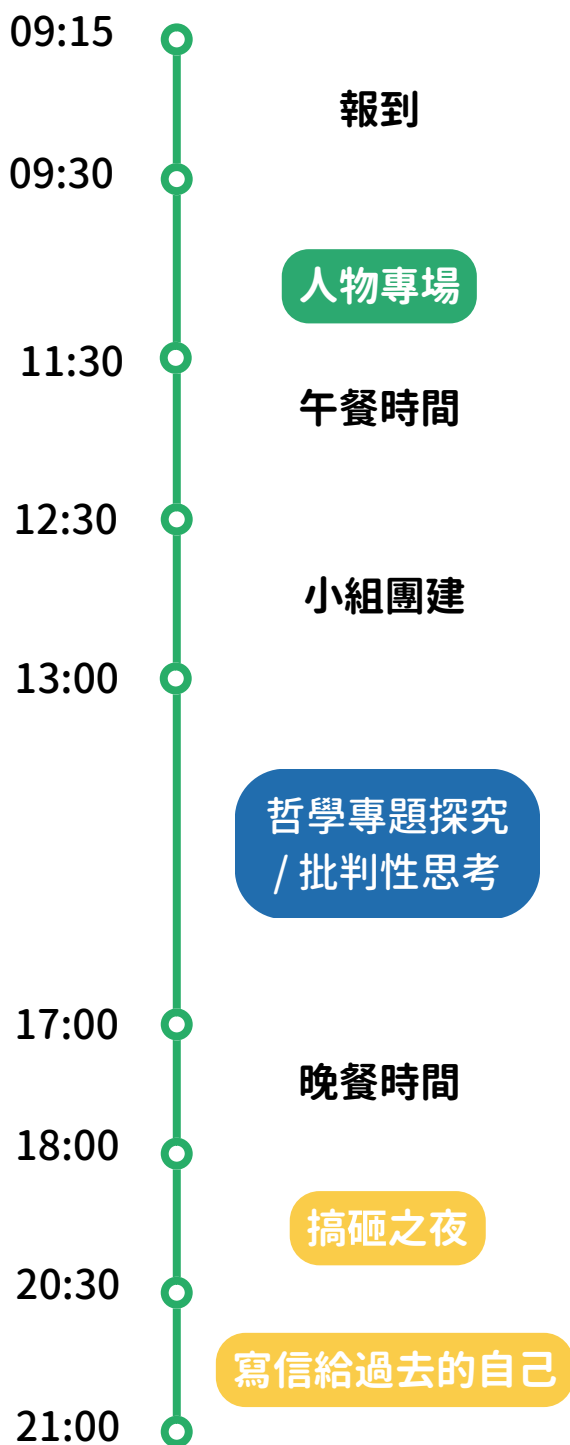 09:15
報到
09:30
人物專場
11:30
午餐時間
12:30
小組團建
13:00
哲學專題探究
/ 批判性思考
17:00
晚餐時間
18:00
搞砸之夜
20:30
寫信給過去的自己
21:00